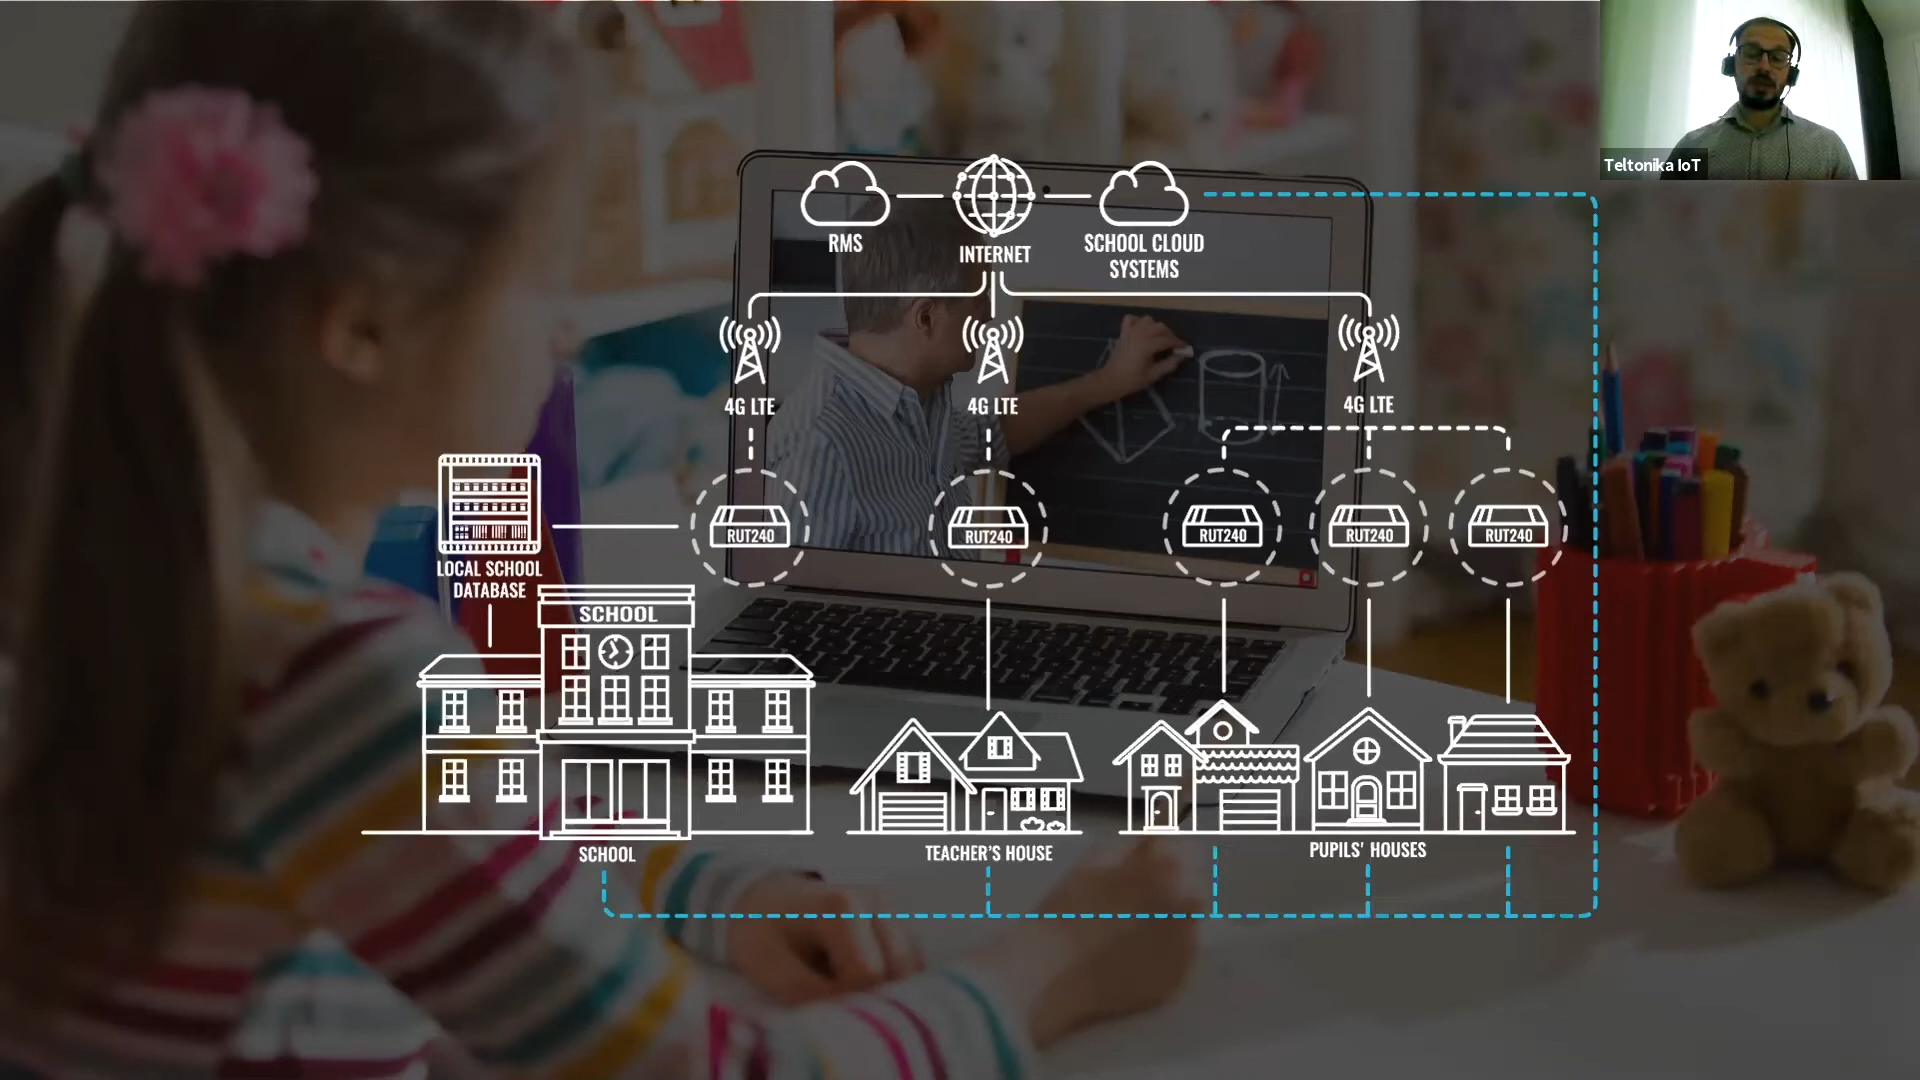 Teltonika IoT
RMS
INTERNET
SCHOOL CLOUD
SYSTEMS
4G LTE
4G LTE
4G LTE
RUT240
RUT240
RUT240
RUT240
RUT240
LOCAL SCHOOL
DATABASE
SCHOOL
SCHOOL
TEACHER'S HOUSE
PUPILS' HOUSES